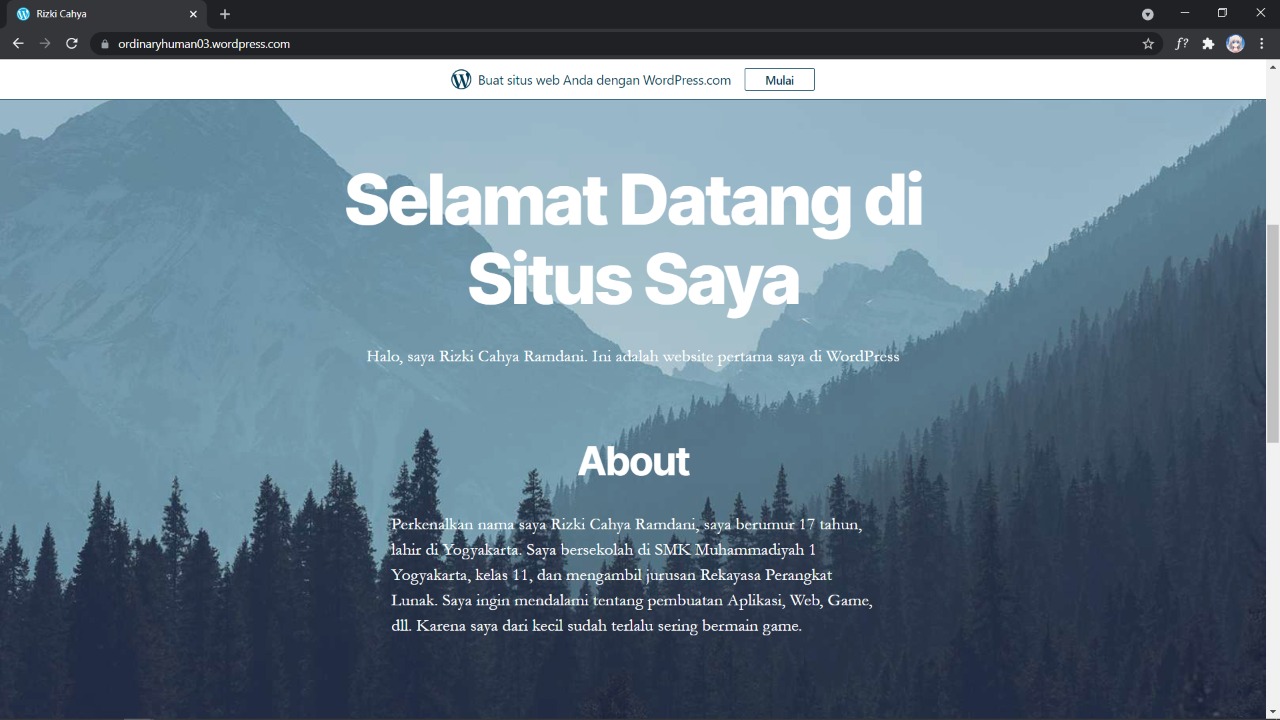 Rizki Cahya
ordinaryhuman03.wordpress.com
f?
Buat situs web Anda dengan WordPress.com
Mulai
Selamat Datang di
Situs Saya
Halo, saya Rizki Cahya Ramdani. Ini adalah website pertama saya di WordPress
About
Perkenalkan nama saya Rizki Cahya Ramdani, saya berumur 17 tahun,
lahir di Yogyakarta. Saya bersekolah di SMK Muhammadiyah 1
Yogyakarta, kelas 11, dan mengambil jurusan Rekayasa Perangkat
Lunak. Saya ingin mendalami tentang pembuatan Aplikasi, Web, Game,
dll. Karena saya dari kecil sudah terlalu sering bermain game.